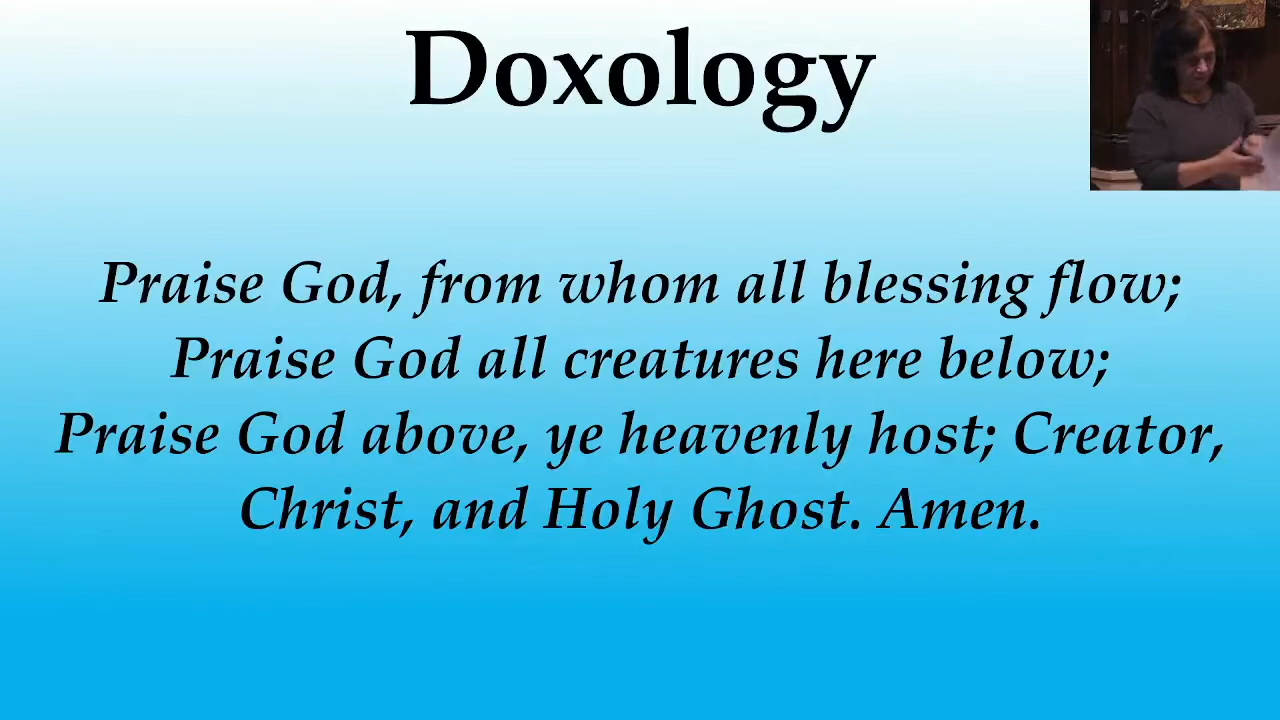 Doxology
Praise God, from whom all blessing flow;
Praise God all creatures here below;
Praise God above, ye heavenly host; Creator,
Christ, and Holy Ghost. Amen.